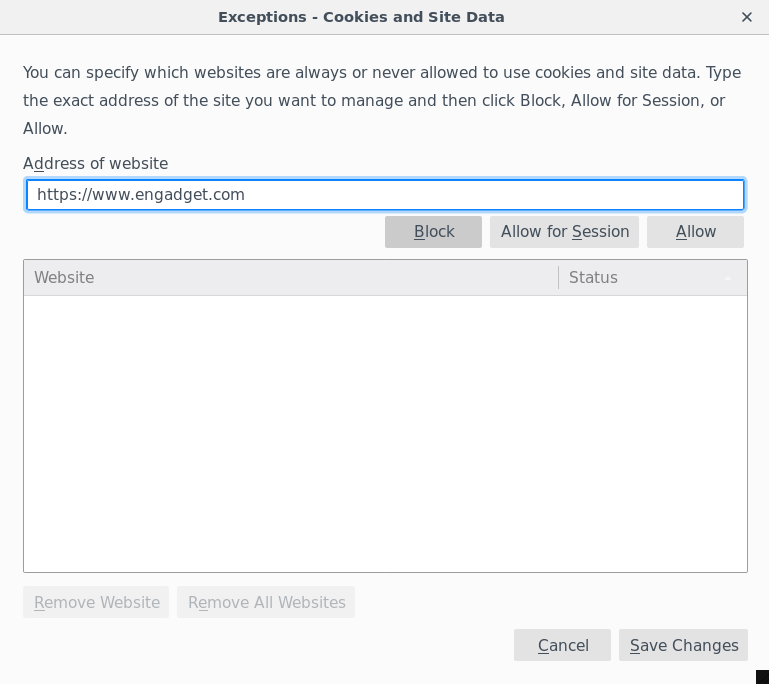 Exceptions - Cookies and Site Data
You can specify which websites are always or never allowed to use cookies and site data. Type
the exact address of the site you want to manage and then click Block, Allow for Session, or
Allow.
Address of website
https://www.engadget.com
Block Allow for Session Allow
Website Status
Remove Website Remove All Websites
Cancel Save Changes